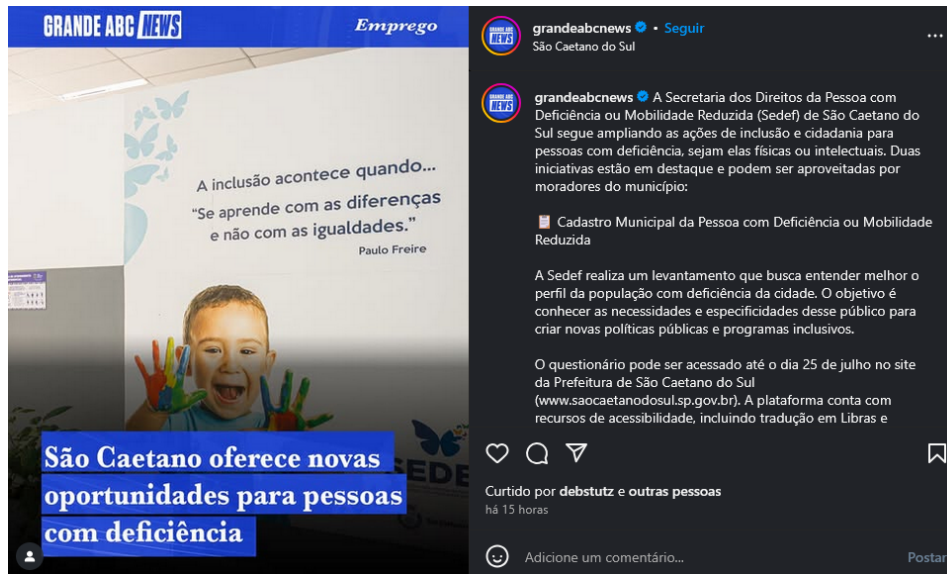 GRANDE ABC NEWS
Emprego
A inclusão acontece quando...
“Se aprende com as diferenças
e não com as igualdades.”
Paulo Freire
SEDEF
São Caetano oferece novas
oportunidades para pessoas
com deficiência
grandeabcnews • Seguir
São Caetano do Sul
grandeabcnews A Secretaria dos Direitos da Pessoa com
Deficiência ou Mobilidade Reduzida (Sedef) de São Caetano do
Sul segue ampliando as ações de inclusão e cidadania para
pessoas com deficiência, sejam elas físicas ou intelectuais. Duas
iniciativas estão em destaque e podem ser aproveitadas por
moradores do município:
📋 Cadastro Municipal da Pessoa com Deficiência ou Mobilidade
Reduzida
A Sedef realiza um levantamento que busca entender melhor o
perfil da população com deficiência da cidade. O objetivo é
conhecer as necessidades e especificidades desse público para
criar novas políticas públicas e programas inclusivos.
O questionário pode ser acessado até o dia 25 de julho no site
da Prefeitura de São Caetano do Sul
(www.saocaetanodosul.sp.gov.br). A plataforma conta com
recursos de acessibilidade, incluindo tradução em Libras e
Curtido por debstutz e outras pessoas
há 15 horas
Adicione um comentário...
Postar